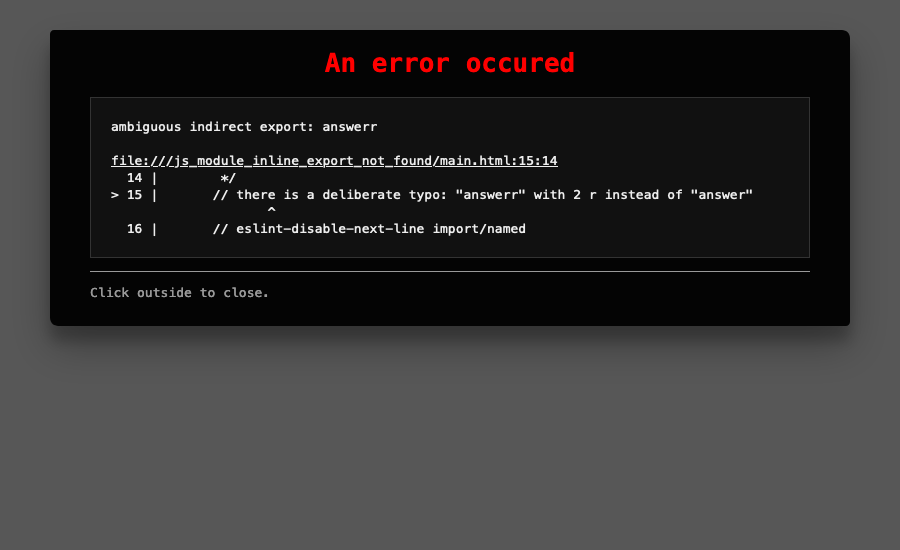 An error occured
ambiguous indirect export: answerr
file:///js_module_inline_export_not_found/main.html:15:14
  14 |        */
> 15 |       // there is a deliberate typo: "answerr" with 2 r instead of "answer"
                    ^
  16 |       // eslint-disable-next-line import/named
Click outside to close.